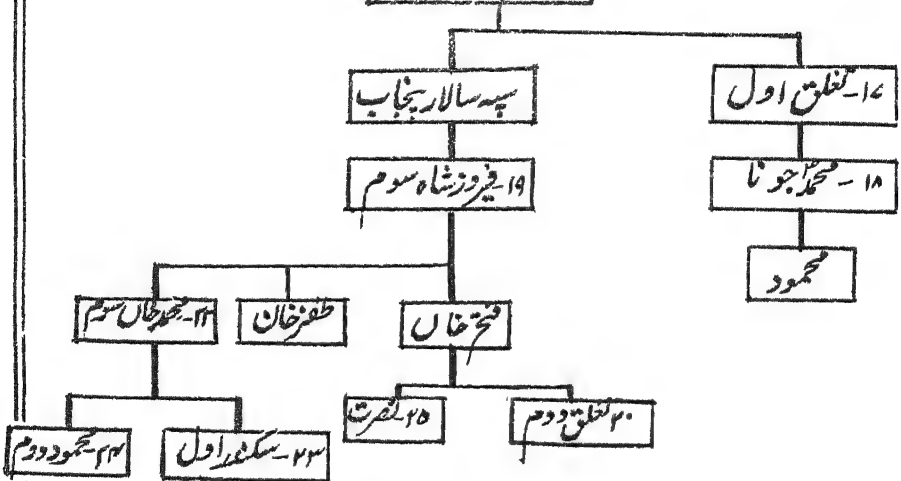 ۱۷-تغلق اول
سپہ سالار پنجاب
۱۸ - محمد۳ جونا
۱۹-فیروز شاہ سوم
محمود
فتح خاں
ظفر خان
۲۲-محمد خاں سوم
۲۰ تغلق دوم
۲۵-نصرت
۲۳-سکندر اول
۲۴-محمود دوم